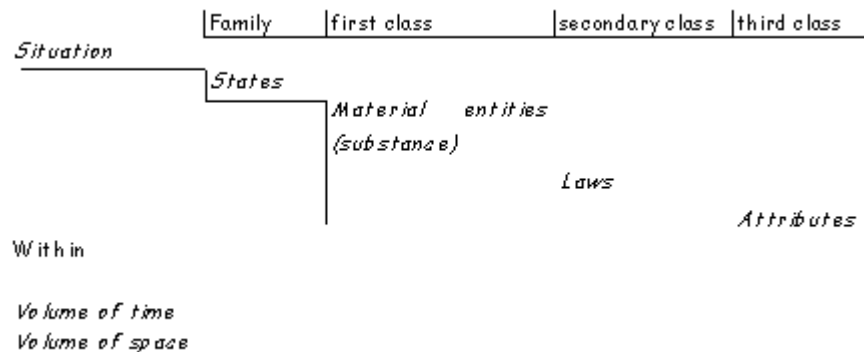 Family first class secondary class third class
Situation
States
Material entities
(substance)
Laws
Attributes
Within
Volume of time
Volume of space